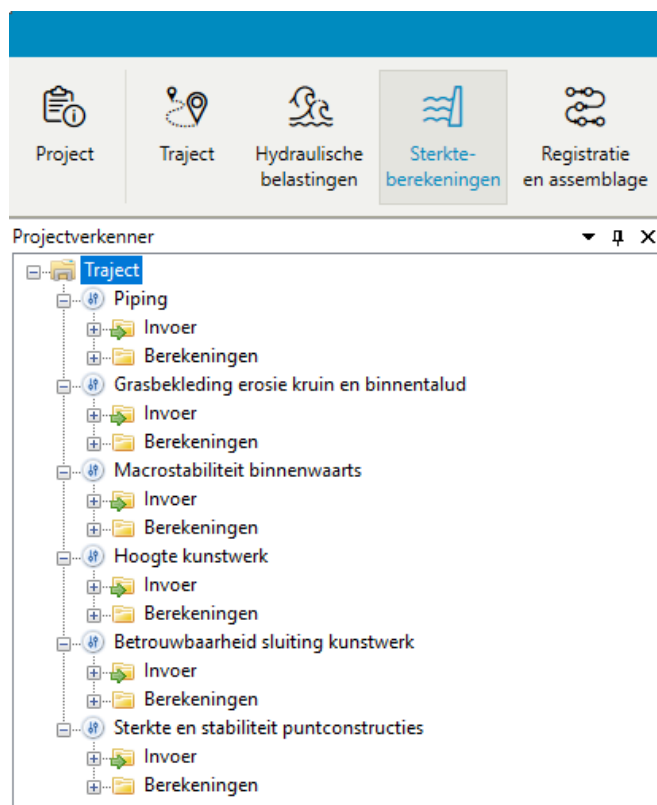 Project
Traject
Hydraulische
belastingen
Sterkte-
berekeningen
Registratie
en assemblage
Projectverkenner
Traject
Piping
Invoer
Berekeningen
Grasbekleding erosie kruin en binnentalud
Invoer
Berekeningen
Macrostabiliteit binnenwaarts
Invoer
Berekeningen
Hoogte kunstwerk
Invoer
Berekeningen
Betrouwbaarheid sluiting kunstwerk
Invoer
Berekeningen
Sterkte en stabiliteit puntconstructies
Invoer
Berekeningen